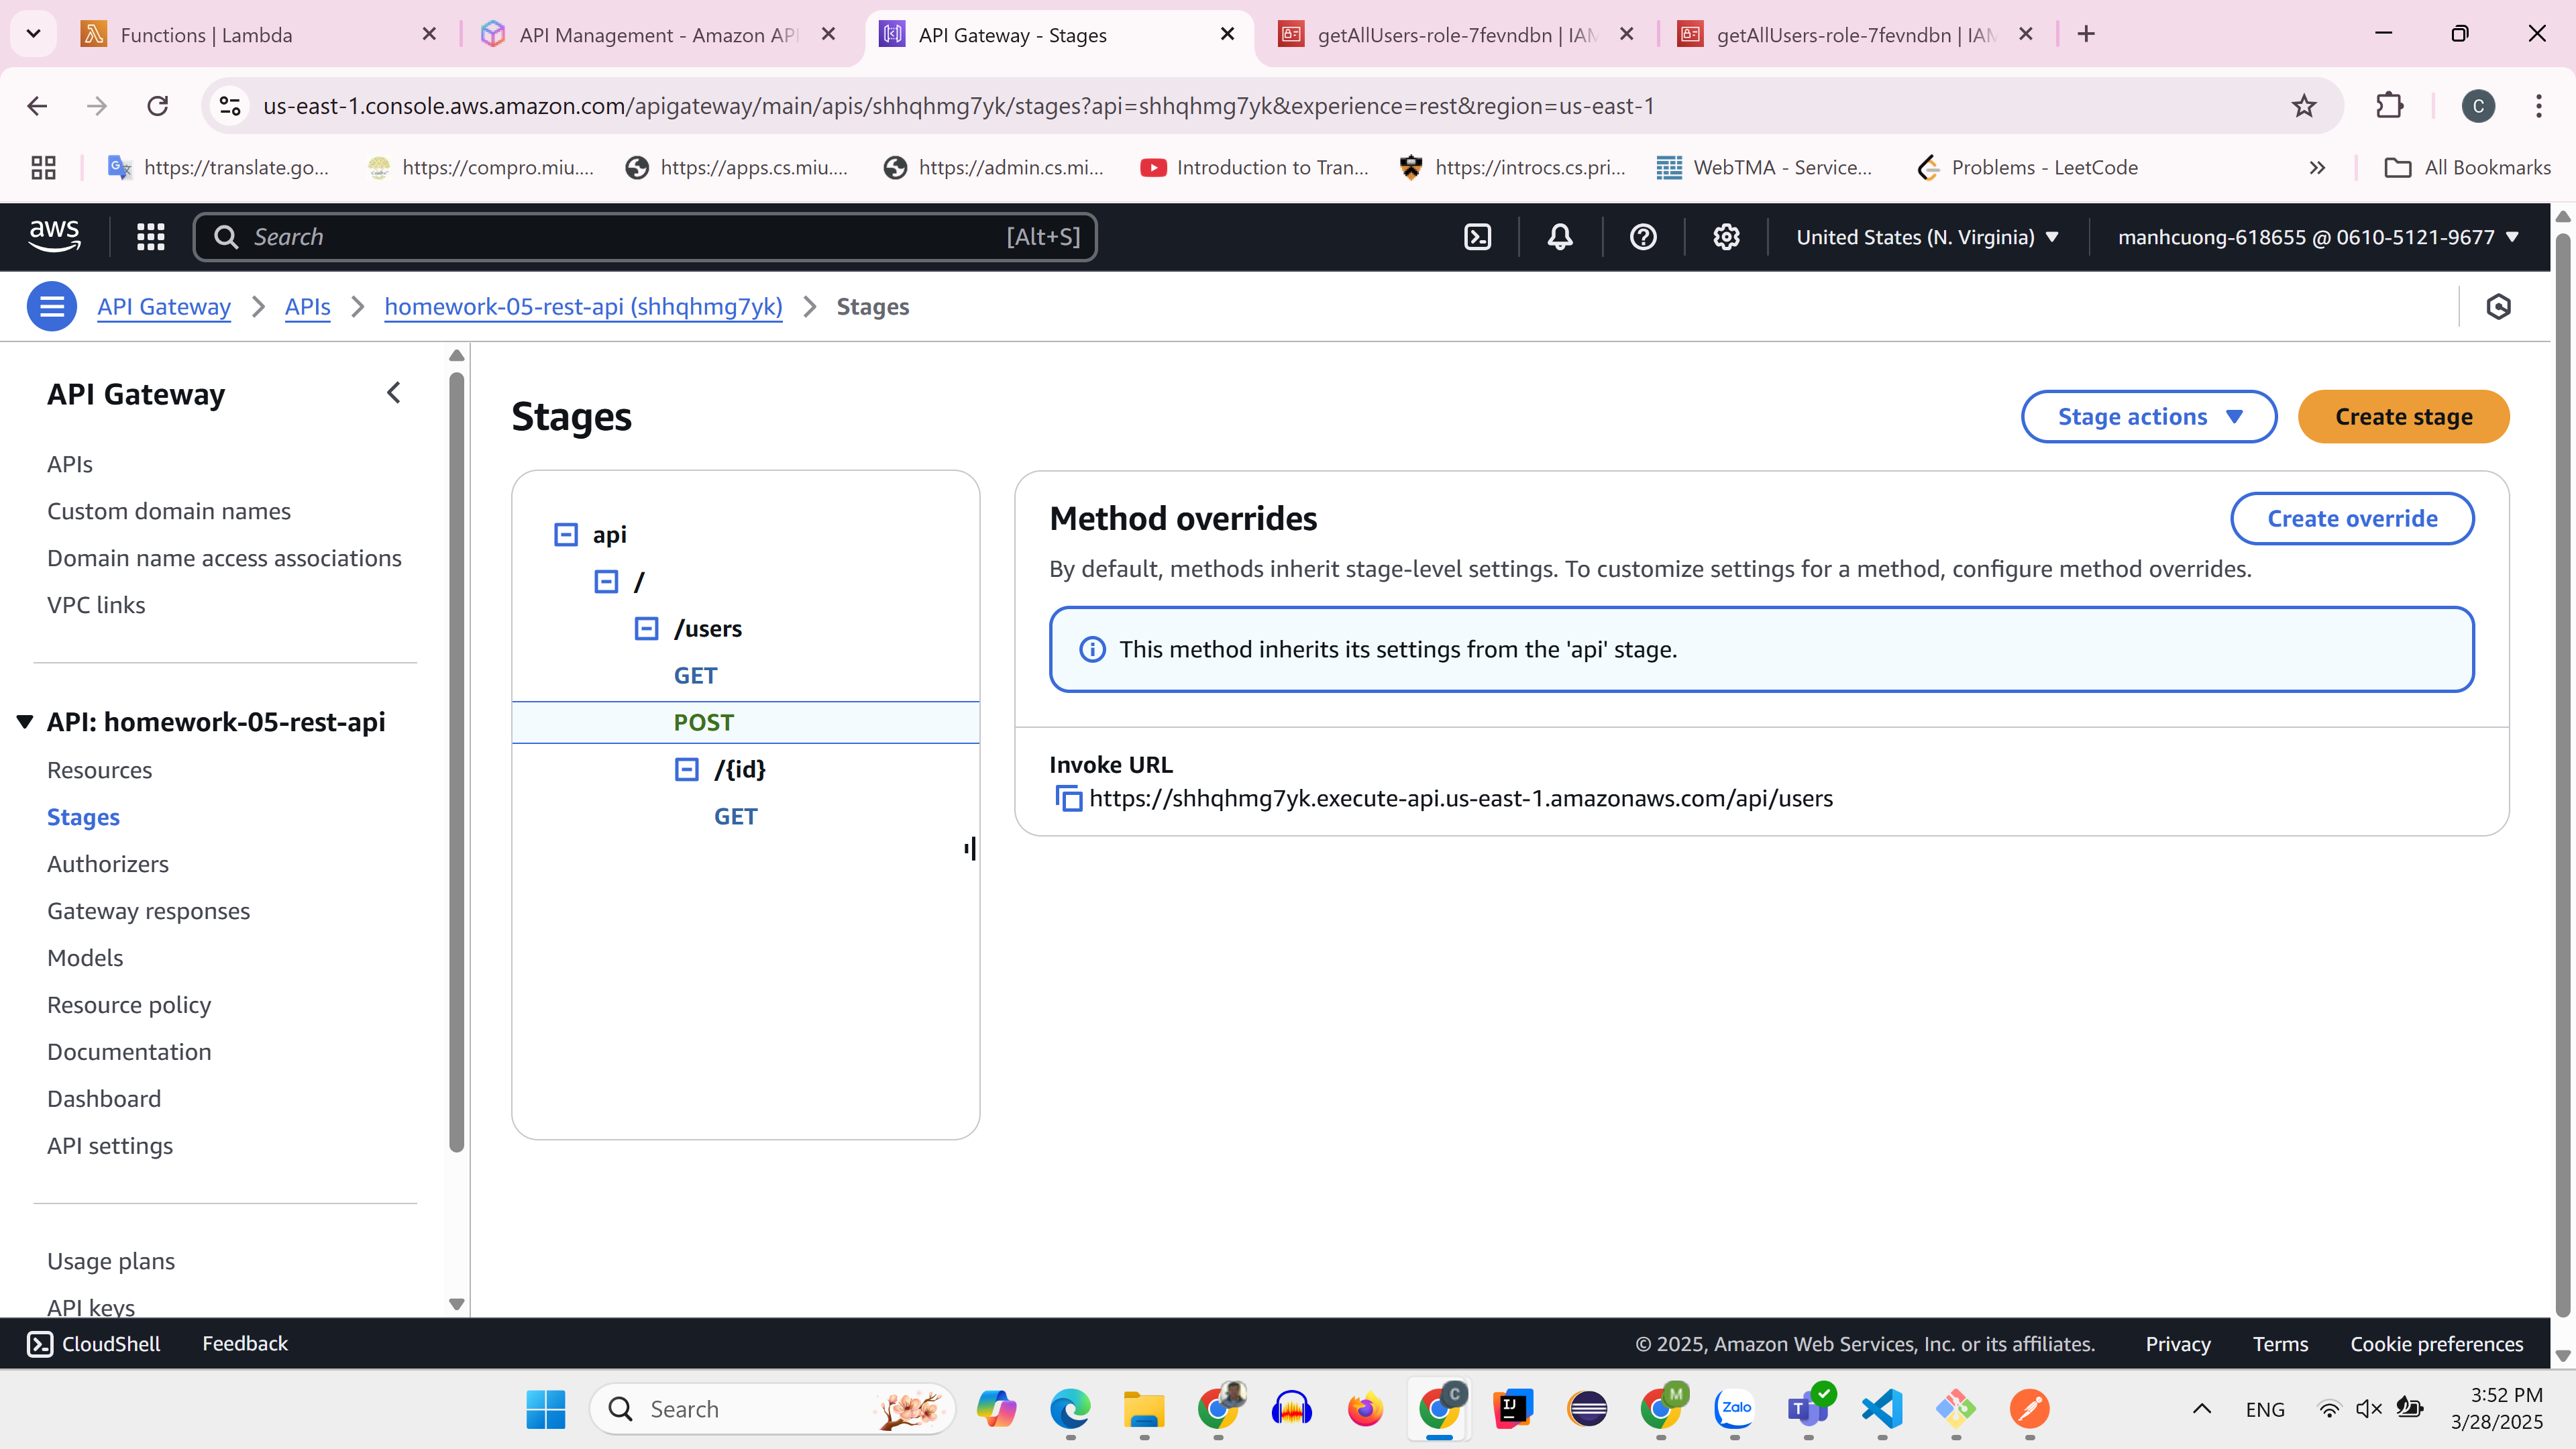 Functions | Lambda
API Management - Amazon API
API Gateway - Stages
getAllUsers-role-7fevndbn | IAM
getAllUsers-role-7fevndbn | IAM
us-east-1.console.aws.amazon.com/apigateway/main/apis/shhqhmg7yk/stages?api=shhqhmg7yk&experience=rest&region=us-east-1
C
https://translate.go...
https://compro.miu....
https://apps.cs.miu....
https://admin.cs.mi...
Introduction to Tran...
https://introcs.cs.pri...
WebTMA - Service...
Problems - LeetCode
All Bookmarks
aws
Search
[Alt+S]
United States (N. Virginia)
manhcuong-618655 @ 0610-5121-9677
API Gateway
APIs
homework-05-rest-api (shhqhmg7yk)
Stages
API Gateway
APIs
Custom domain names
Domain name access associations
VPC links
API: homework-05-rest-api
Resources
Stages
Authorizers
Gateway responses
Models
Resource policy
Documentation
Dashboard
API settings
Usage plans
API keys
Stages
Stage actions
Create stage
api
/
/users
GET
POST
/{id}
GET
Method overrides
Create override
By default, methods inherit stage-level settings. To customize settings for a method, configure method overrides.
This method inherits its settings from the 'api' stage.
Invoke URL
https://shhqhmg7yk.execute-api.us-east-1.amazonaws.com/api/users
CloudShell
Feedback
© 2025, Amazon Web Services, Inc. or its affiliates.
Privacy
Terms
Cookie preferences
Search
C
IJ
M
Zalo
T
ENG
3:52 PM
3/28/2025